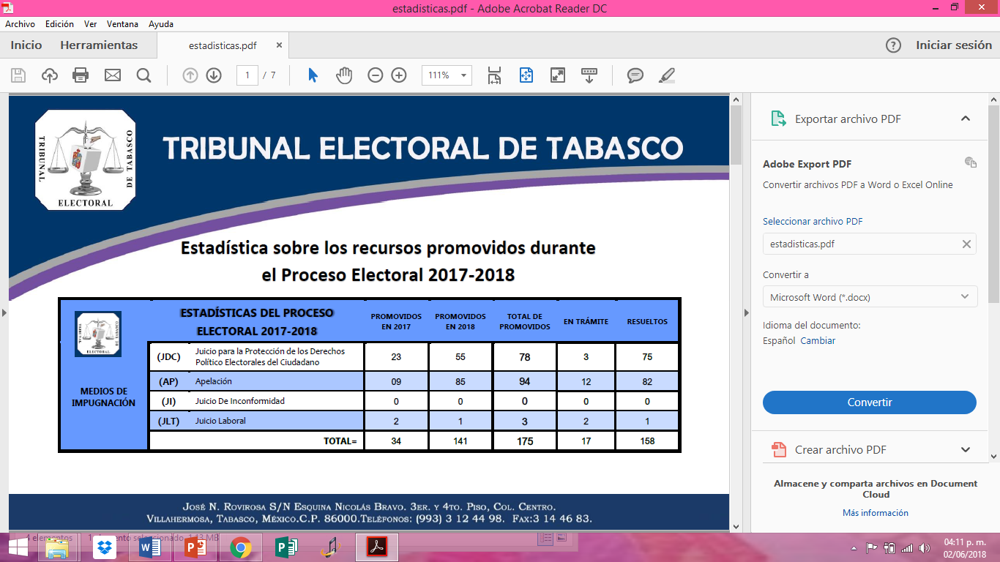 estadisticas.pdf - Adobe Acrobat Reader DC
Archivo Edición Ver Ventana Ayuda
Inicio Herramientas estadisticas.pdf × Iniciar sesión
1 / 7 111%
TRIBUNAL ELECTORAL DE TABASCO
TRIBUNAL ELECTORAL DE TABASCO
Estadística sobre los recursos promovidos durante
el Proceso Electoral 2017-2018
ESTADÍSTICAS DEL PROCESO
ELECTORAL 2017-2018
PROMOVIDOS
EN 2017
PROMOVIDOS
EN 2018
TOTAL DE
PROMOVIDOS
EN TRÁMITE
RESUELTOS
MEDIOS DE
IMPUGNACIÓN
(JDC) Juicio para la Protección de los Derechos
Político Electorales del Ciudadano 23 55 78 3 75
(AP) Apelación 09 85 94 12 82
(JI) Juicio De Inconformidad 0 0 0 0 0
(JLT) Juicio Laboral 2 1 3 2 1
TOTAL= 34 141 175 17 158
José N. Rovirosa S/N Esquina Nicolás Bravo. 3er. y 4to. Piso, Col. Centro.
Villahermosa, Tabasco, México.C.P. 86000.Teléfonos: (993) 3 12 44 98. Fax:3 14 46 83.
Exportar archivo PDF
Adobe Export PDF
Convertir archivos PDF a Word o Excel Online
Seleccionar archivo PDF
estadisticas.pdf
Convertir a
Microsoft Word (*.docx)
Idioma del documento:
Español Cambiar
Convertir
Crear archivo PDF
Almacene y comparta archivos en Document
Cloud
Más información
4 elementos 1 elemento seleccionado 1.13 MB
04:11 p. m.
02/06/2018